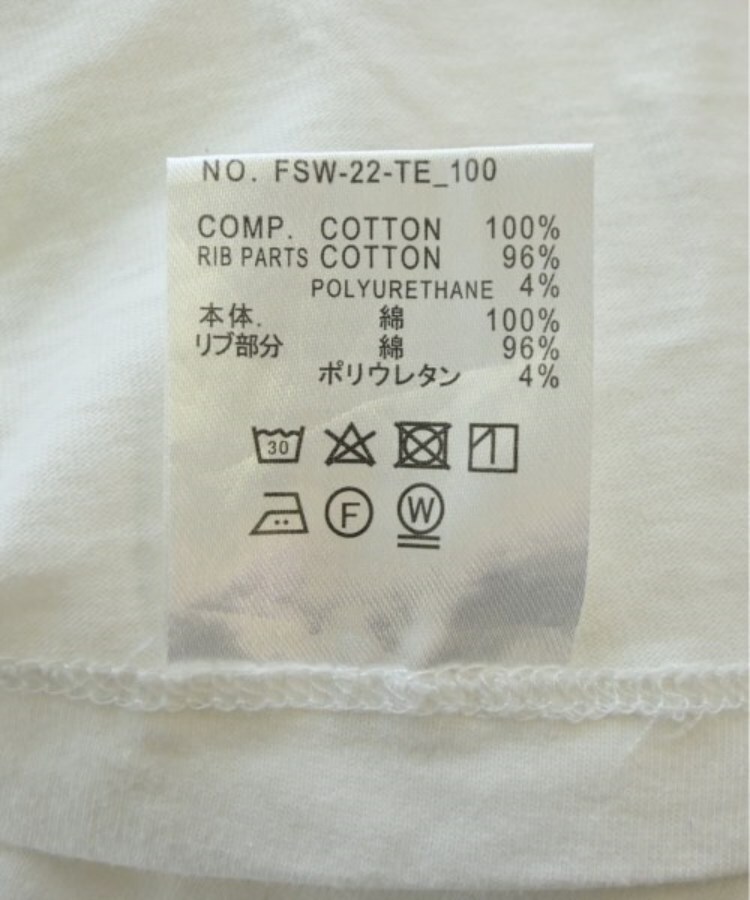 NO. FSW-22-TE_100
COMP. COTTON 100%
RIB PARTS COTTON 96%
POLYURETHANE 4%
本体. 綿 100%
リブ部分 綿 96%
ポリウレタン 4%
30
F W